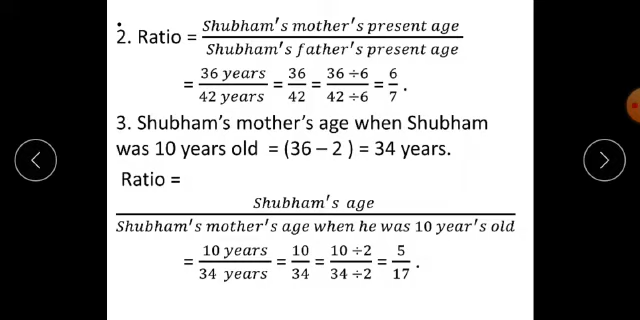 2. Ratio = Shubham's mother's present age / Shubham's father's present age
= 36 years / 42 years = 36 / 42 = 36 ÷6 / 42 ÷6 = 6 / 7 .
3. Shubham's mother's age when Shubham
was 10 years old = (36 – 2 ) = 34 years.
Ratio =
Shubham's age / Shubham's mother's age when he was 10 year's old
= 10 years / 34 years = 10 / 34 = 10 ÷2 / 34 ÷2 = 5 / 17 .